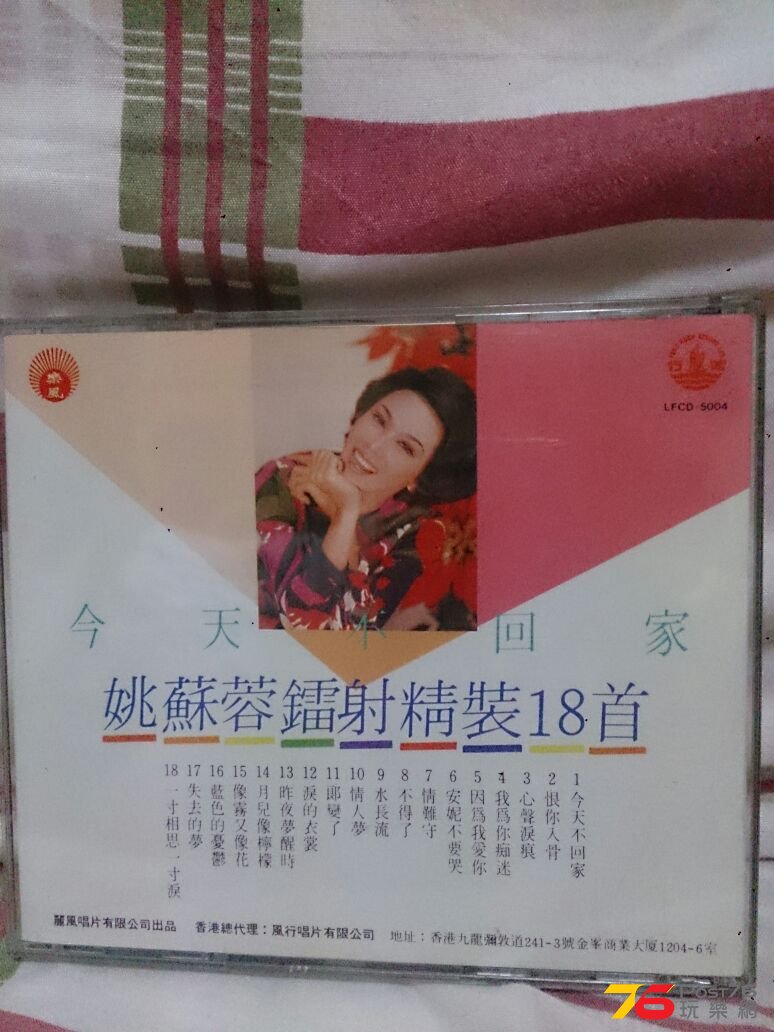 樂風
LFCD-5004
今天不回家
姚蘇蓉鐳射精裝18首
1 今天不回家
2 恨你入骨
3 心聲淚痕
4 我爲你痴迷
5 因爲我愛你
6 安妮不要哭
7 情難守
8 不得了
9 水長流
10 情人夢
11 郎變了
12 淚的衣裳
13 昨夜夢醒時
14 月兒像檸檬
15 像霧又像花
16 藍色的憂鬱
17 失去的夢
18 一寸相思一寸淚
麗風唱片有限公司出品 香港總代理：風行唱片有限公司 地址：香港九龍彌敦道241-3號金峯商業大厦1204-6室
76 Post76
玩樂網